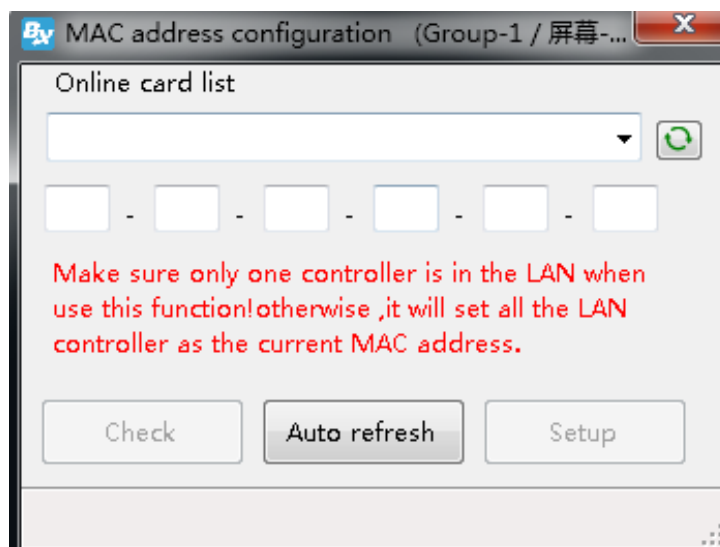 BX MAC address configuration (Group-1 / 屏幕-...
Online card list
- - - - -
Make sure only one controller is in the LAN when
use this function!otherwise ,it will set all the LAN
controller as the current MAC address.
Check Auto refresh Setup